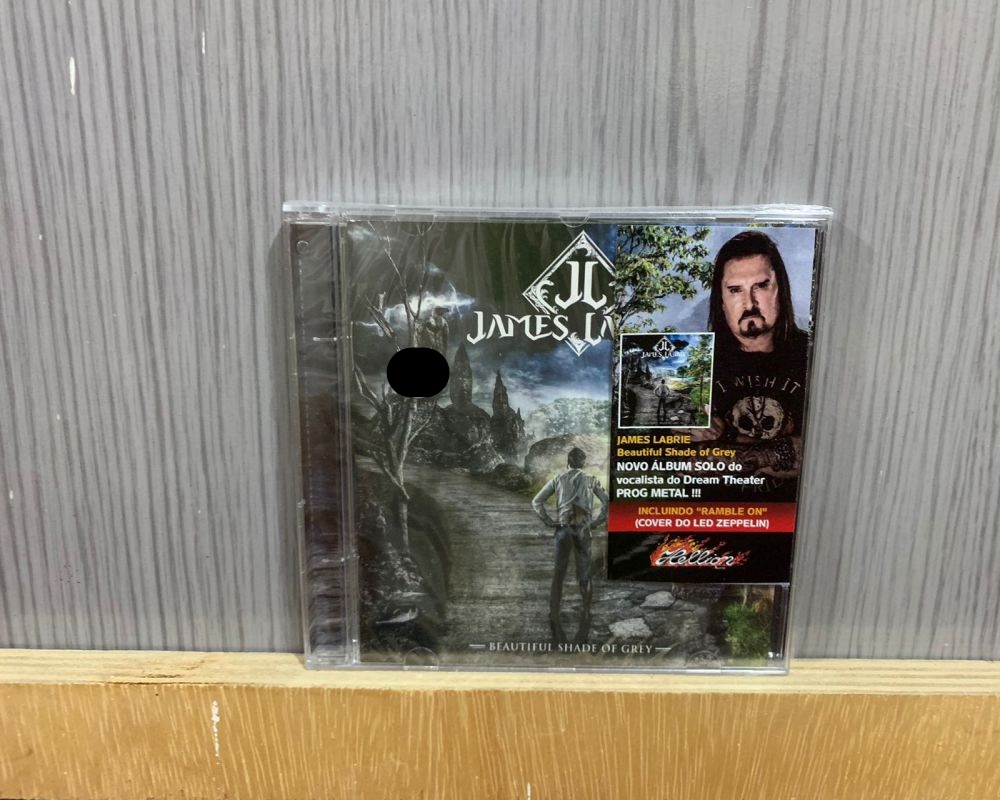 JL
JAMES LA
JL
JAMES LABRIE
I WISH IT
JAMES LABRIE
Beautiful Shade of Grey
NOVO ÁLBUM SOLO do
vocalista do Dream Theater
PROG METAL !!!
INCLUINDO "RAMBLE ON"
(COVER DO LED ZEPPELIN)
Hellion
BEAUTIFUL SHADE OF GREY